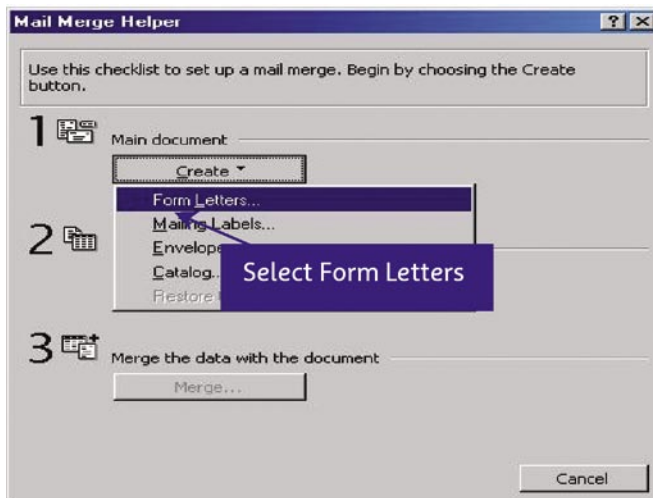 Mail Merge Helper
Use this checklist to set up a mail merge. Begin by choosing the Create
button.
1
Main document
Create
Form Letters...
Mailing Labels...
2
Envelope
Catalog..
Select Form Letters
Restore
3
Merge the data with the document
Merge...
Cancel